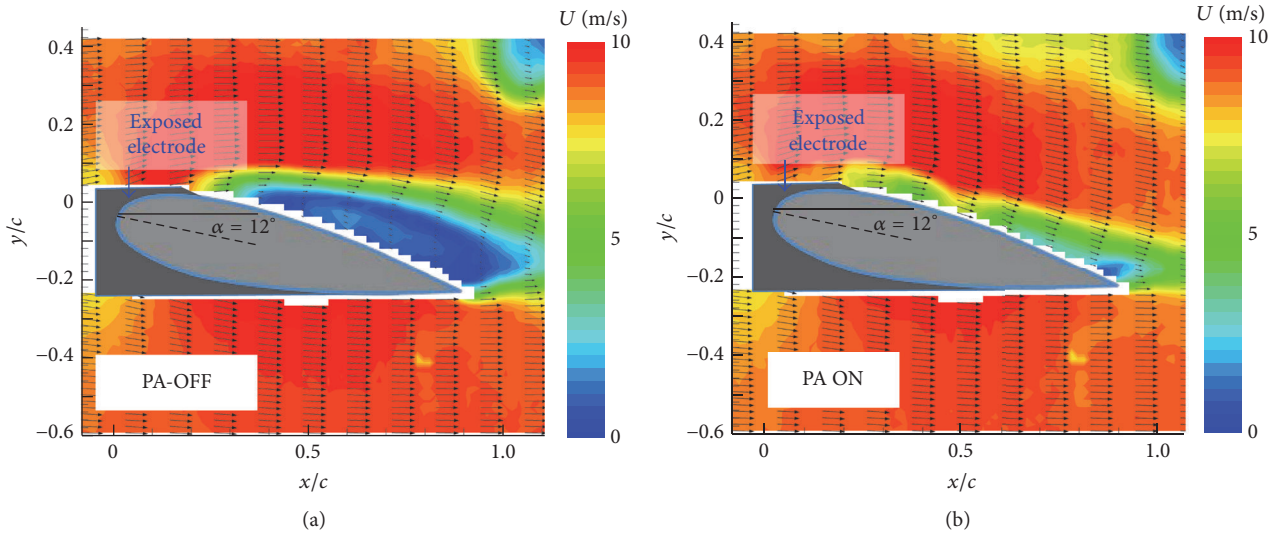 U (m/s)
10
5
0
0.4
0.2
0
−0.2
−0.4
−0.6
y/c
Exposed
electrode
α = 12°
PA-OFF
0
0.5
1.0
x/c
(a)
U (m/s)
10
5
0
0.4
0.2
0
−0.2
−0.4
−0.6
y/c
Exposed
electrode
α = 12°
PA ON
0
0.5
1.0
x/c
(b)